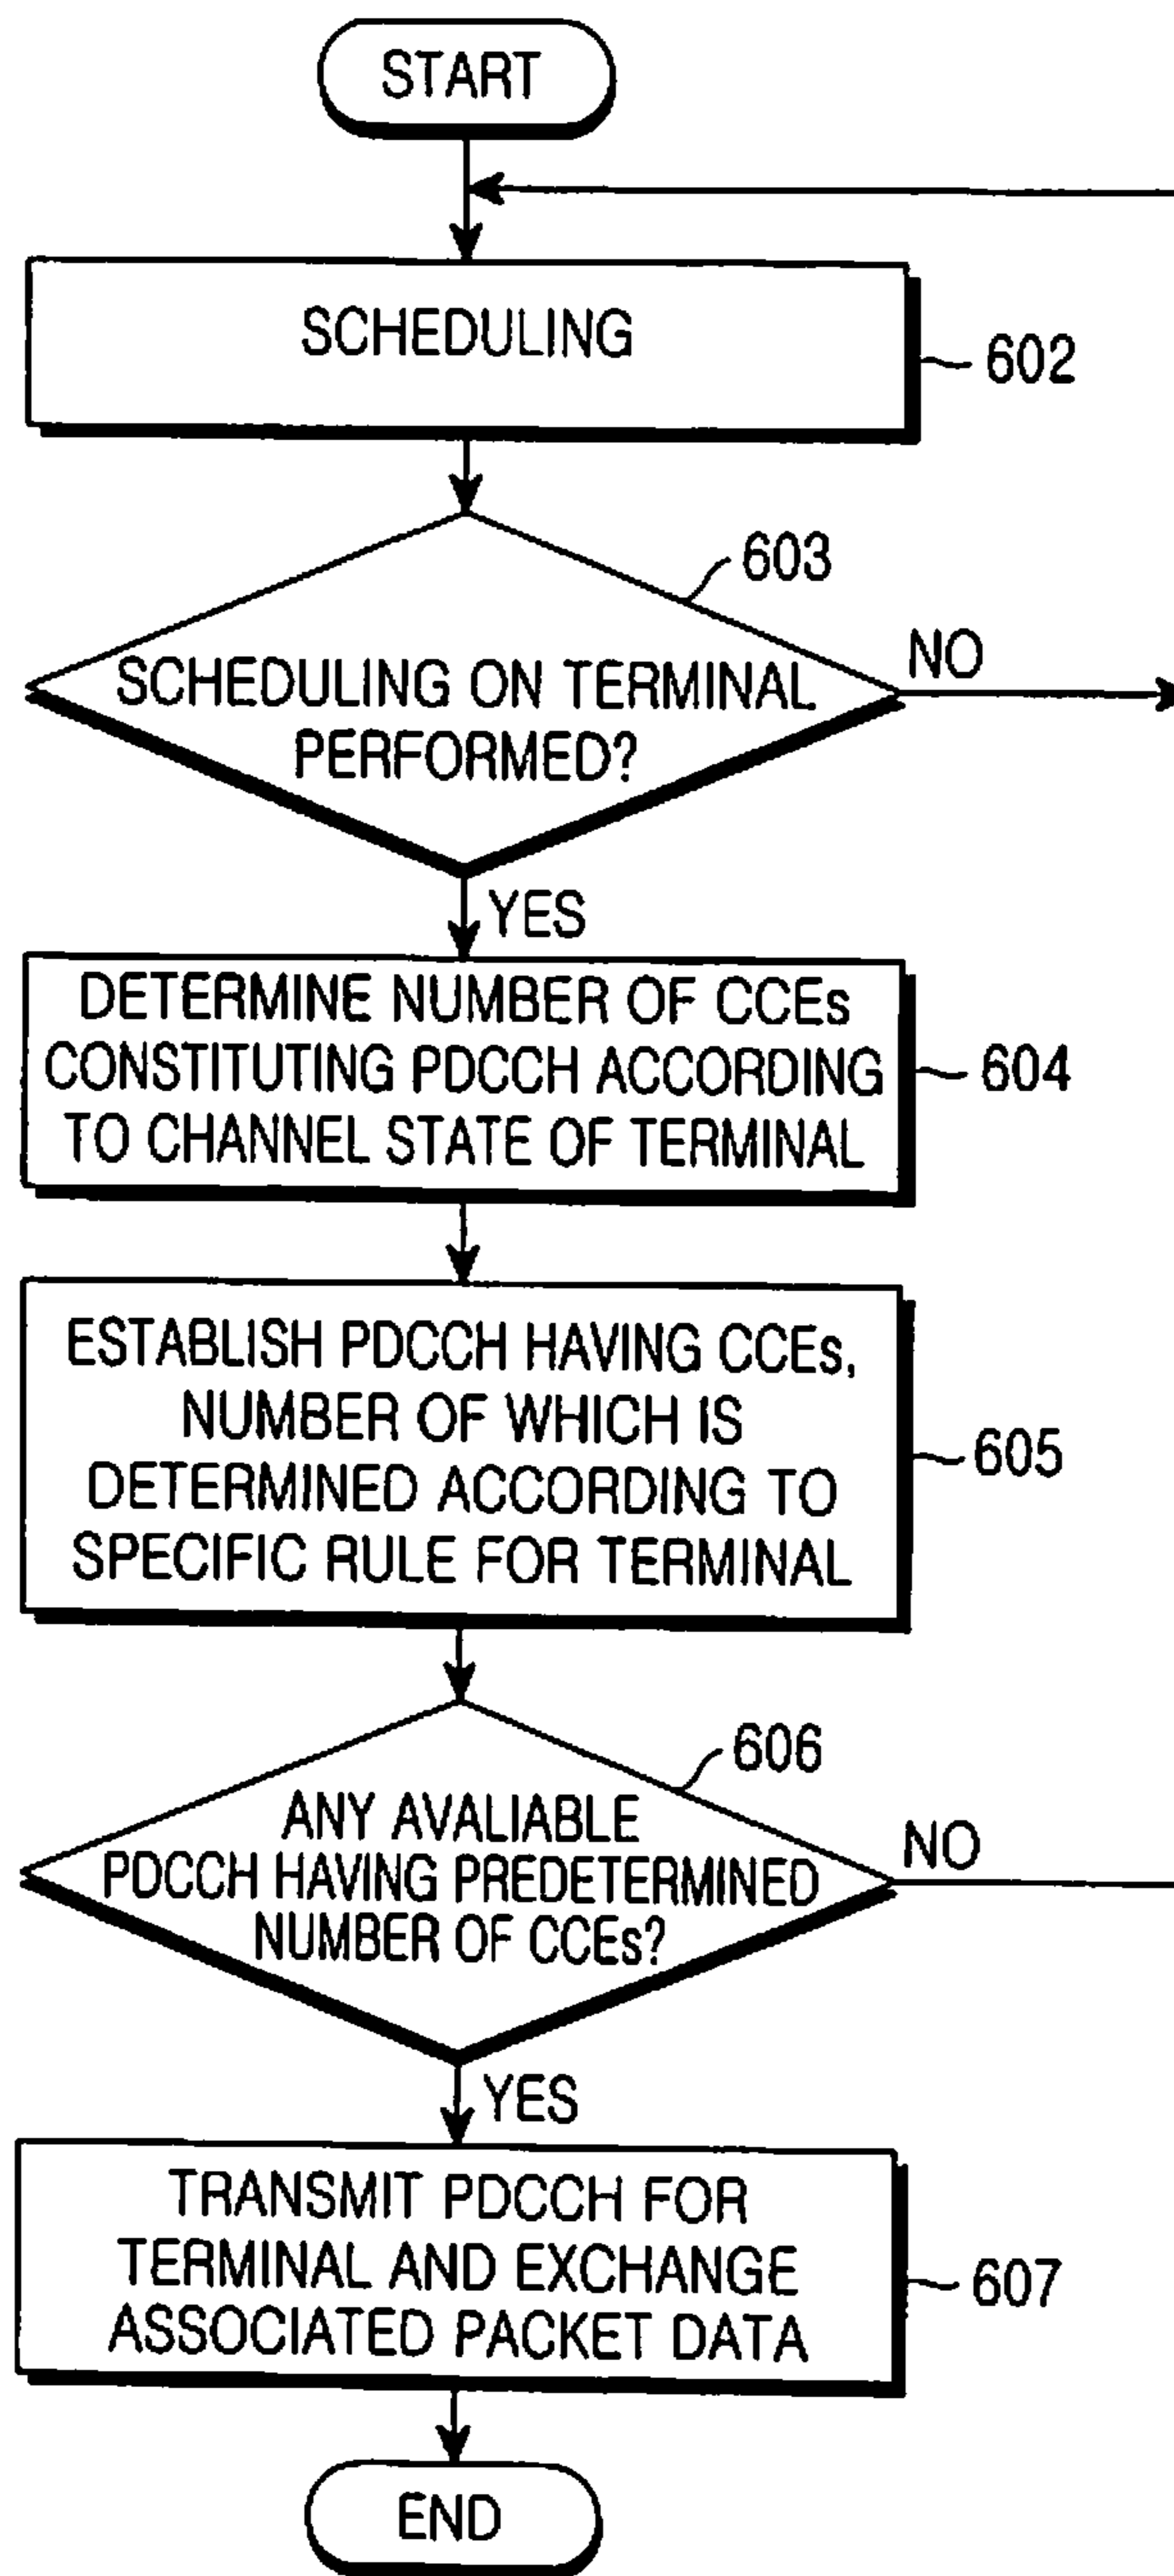 START
SCHEDULING
602
603
SCHEDULING ON TERMINAL
PERFORMED?
NO
YES
DETERMINE NUMBER OF CCEs
CONSTITUTING PDCCH ACCORDING
TO CHANNEL STATE OF TERMINAL
604
ESTABLISH PDCCH HAVING CCEs,
NUMBER OF WHICH IS
DETERMINED ACCORDING TO
SPECIFIC RULE FOR TERMINAL
605
606
ANY AVALIABLE
PDCCH HAVING PREDETERMINED
NUMBER OF CCEs?
NO
YES
TRANSMIT PDCCH FOR
TERMINAL AND EXCHANGE
ASSOCIATED PACKET DATA
607
END